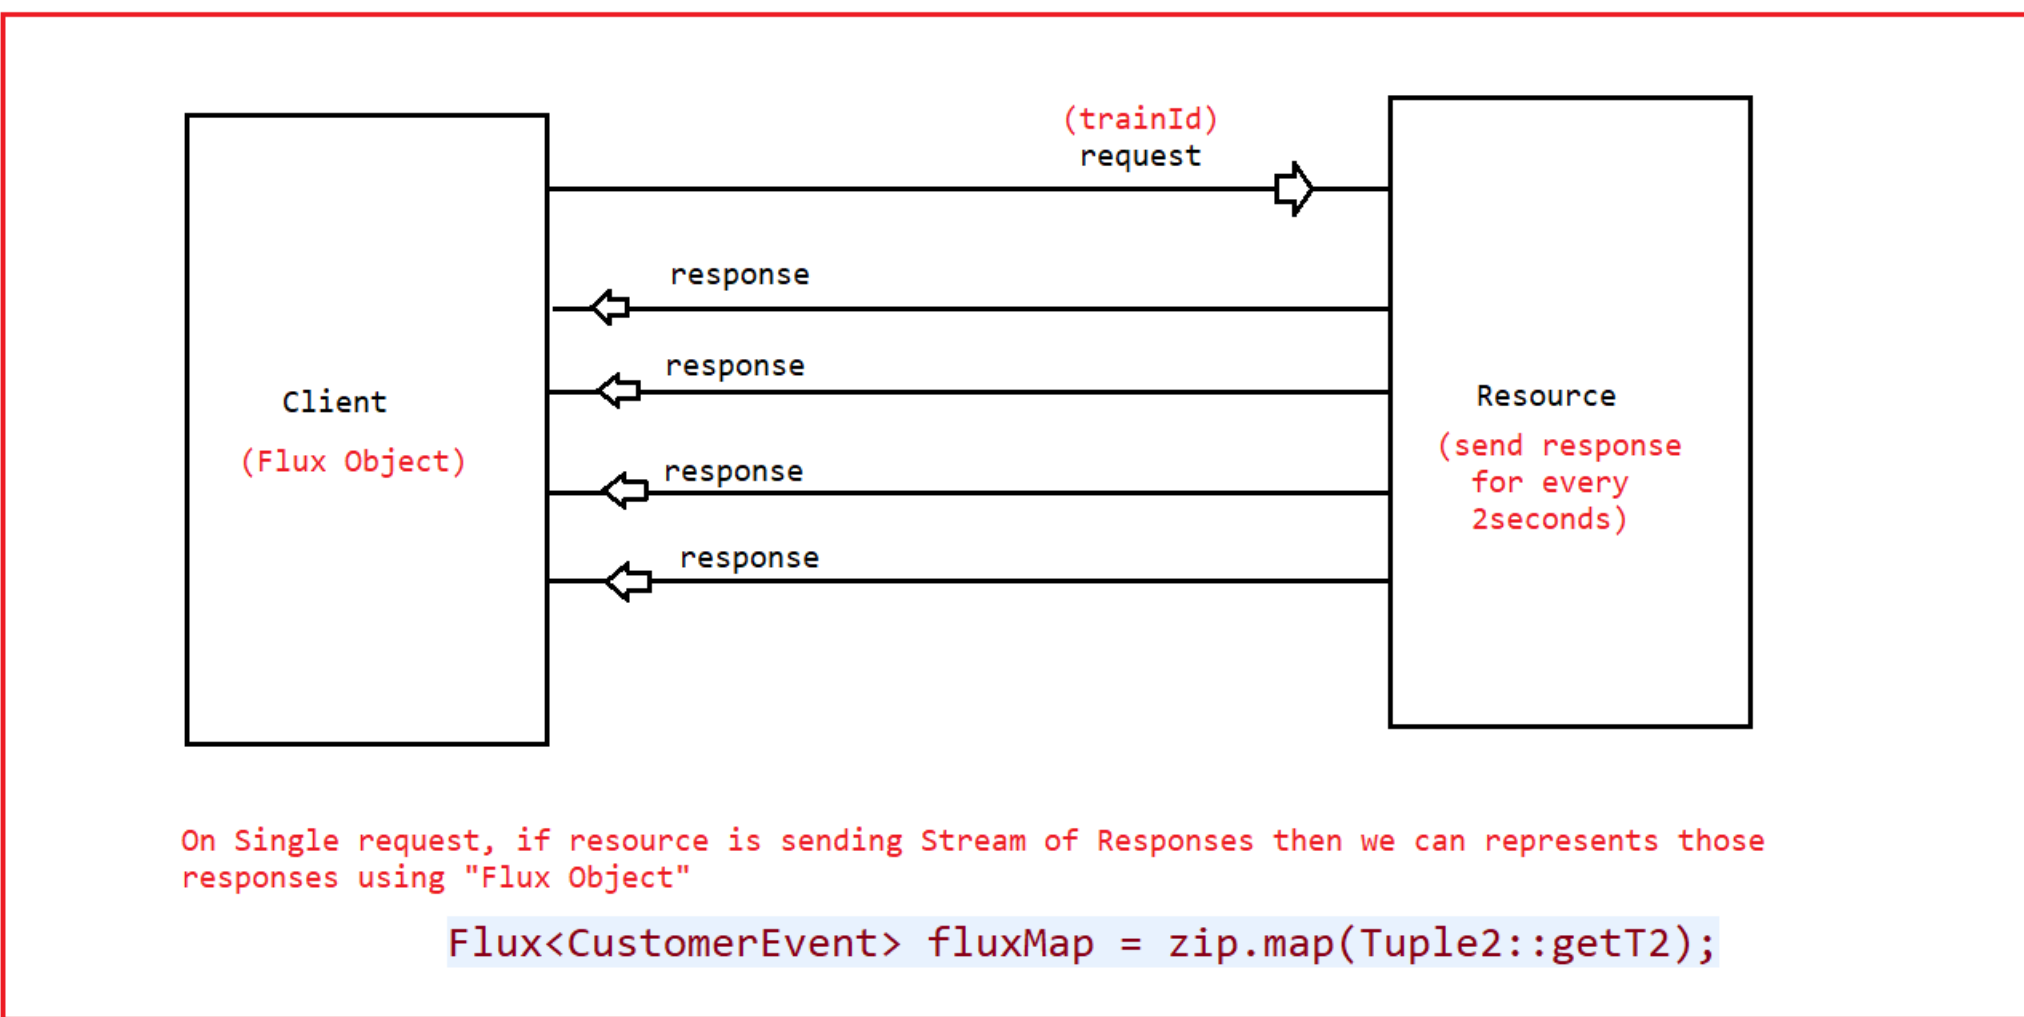 (trainId)
request
response
response
Client
Resource
(Flux Object)
(send response
for every
2seconds)
response
response
On Single request, if resource is sending Stream of Responses then we can represents those
responses using "Flux Object"
Flux<CustomerEvent> fluxMap = zip.map(Tuple2::getT2);